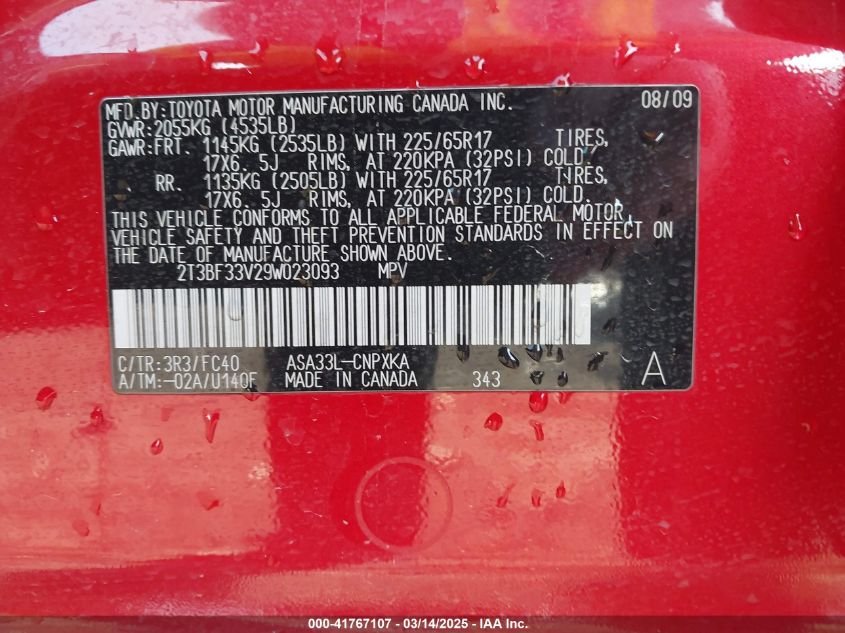 MFD.BY:TOYOTA MOTOR MANUFACTURING CANADA INC. 08/09
GVWR:2055KG (4535LB)
GAWR:FRT. 1145KG (2535LB) WITH 225/65R17 TIRES,
17X6. 5J RIMS, AT 220KPA (32PSI) COLD.
RR. 1135KG (2505LB) WITH 225/65R17 TIRES,
17X6. 5J RIMS, AT 220KPA (32PSI) COLD.
THIS VEHICLE CONFORMS TO ALL APPLICABLE FEDERAL MOTOR
VEHICLE SAFETY AND THEFT PREVENTION STANDARDS IN EFFECT ON
THE DATE OF MANUFACTURE SHOWN ABOVE.
2T3BF33V29W023093 MPV
C/TR:3R3/FC40 ASA33L-CNPXKA
A/TM:-02A/U140F MADE IN CANADA 343 A
000-41767107 - 03/14/2025 - IAA Inc.